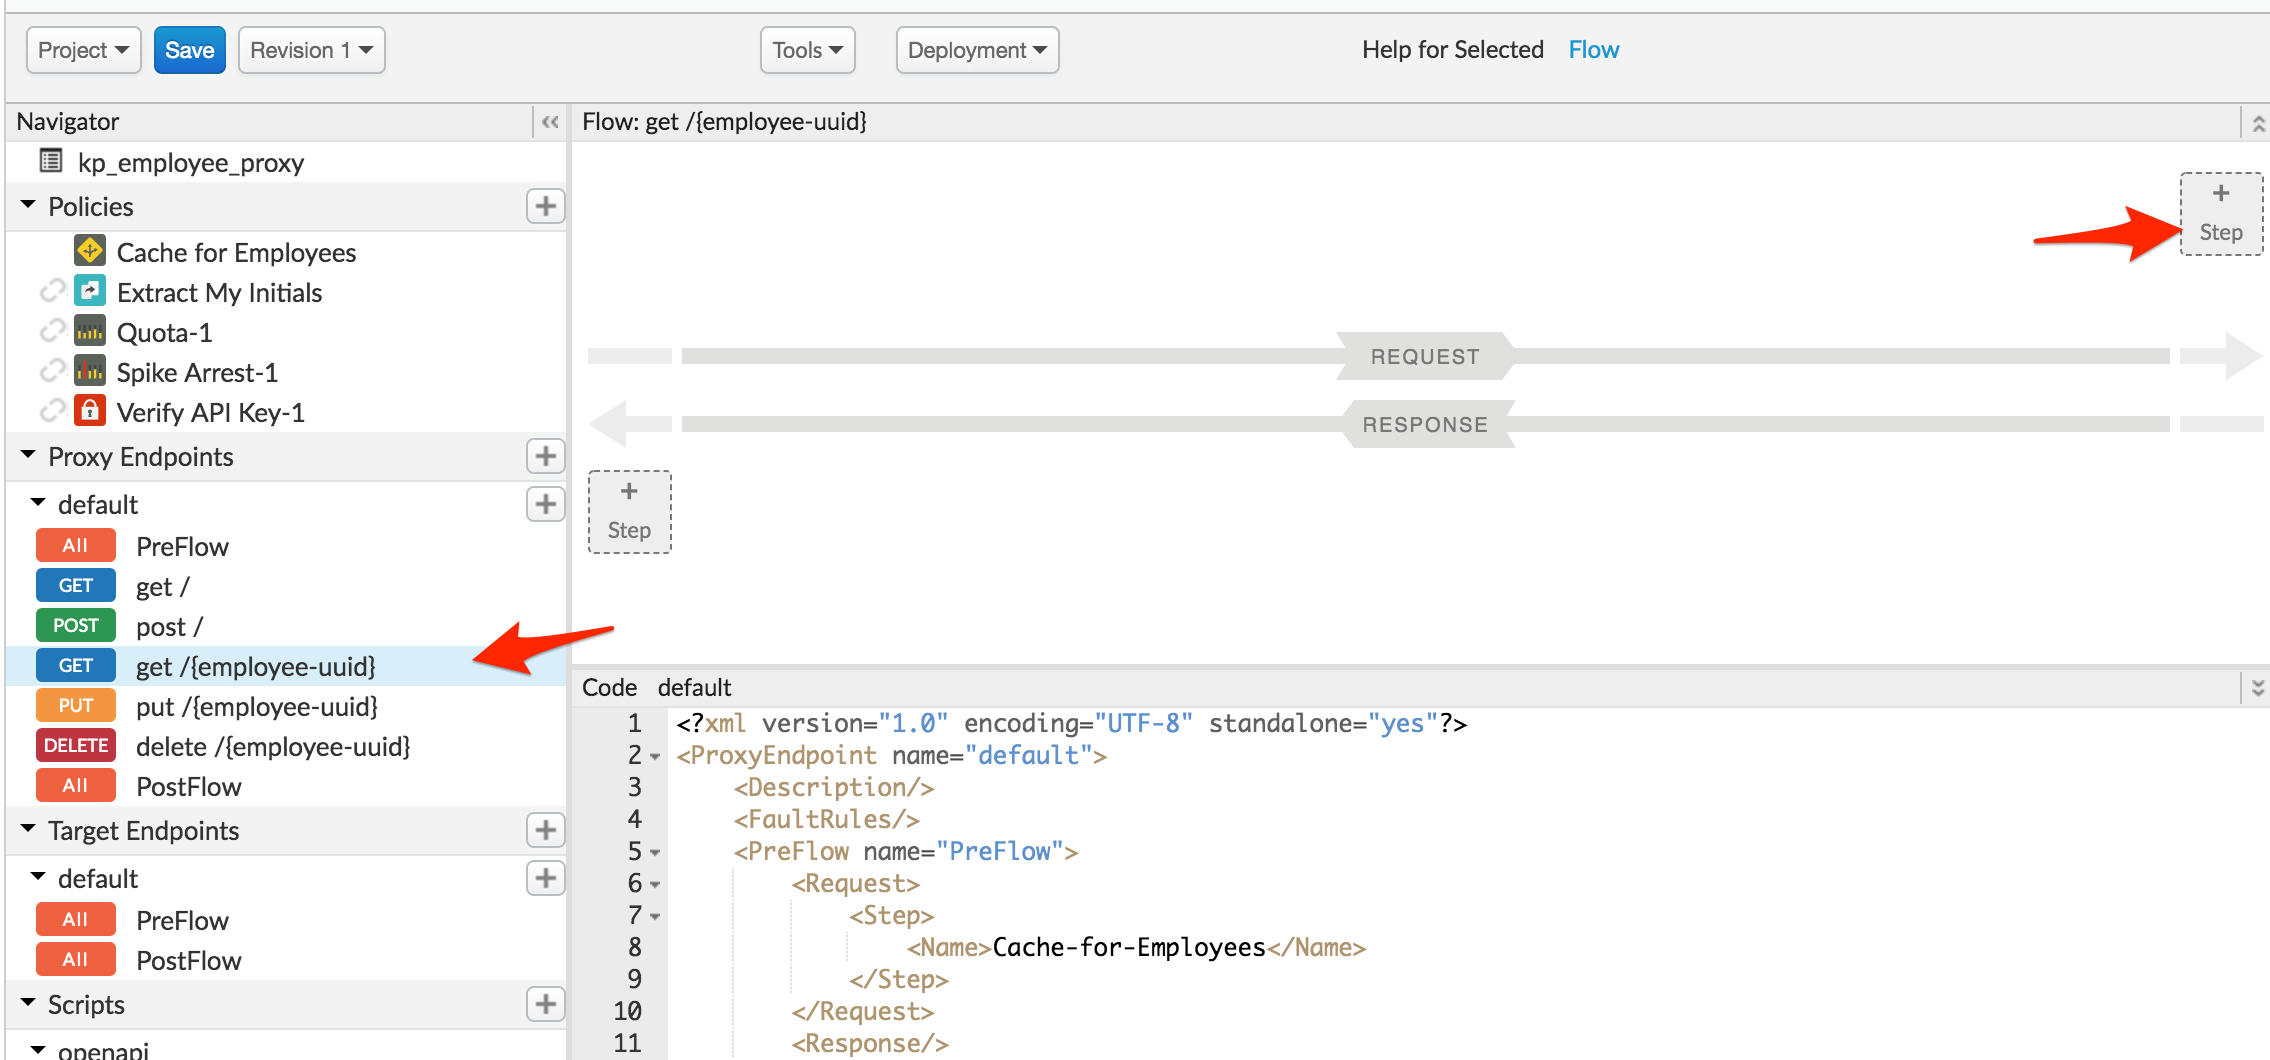 Project
Save
Revision 1
Tools
Deployment
Help for Selected Flow
Navigator
kp_employee_proxy
Policies
Cache for Employees
Extract My Initials
Quota-1
Spike Arrest-1
Verify API Key-1
Proxy Endpoints
default
All PreFlow
GET get /
POST post /
GET get /{employee-uuid}
PUT put /{employee-uuid}
DELETE delete /{employee-uuid}
All PostFlow
Target Endpoints
default
All PreFlow
All PostFlow
Scripts
openapi
Flow: get /{employee-uuid}
+
Step
REQUEST
RESPONSE
+
Step
Code default
1 <?xml version="1.0" encoding="UTF-8" standalone="yes"?>
2 <ProxyEndpoint name="default">
3 <Description/>
4 <FaultRules/>
5 <PreFlow name="PreFlow">
6 <Request>
7 <Step>
8 <Name>Cache-for-Employees</Name>
9 </Step>
10 </Request>
11 <Response/>